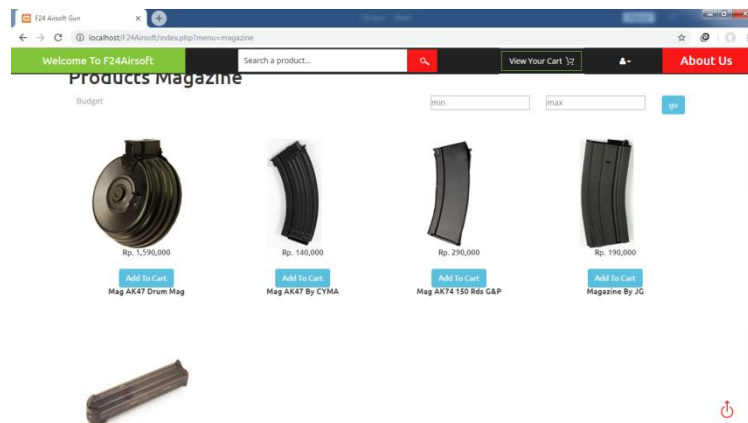 F24 Airsoft Gun
localhost/F24Airsoft/index.php?menu=magazine
Welcome To F24Airsoft
Search a product...
View Your Cart
About Us
Products Magazine
Budget
min
max
go
Rp. 1,590,000
Rp. 140,000
Rp. 290,000
Rp. 190,000
Add To Cart
Add To Cart
Add To Cart
Add To Cart
Mag AK47 Drum Mag
Mag AK47 By CYMA
Mag AK74 150 Rds G&P
Magazine By JG